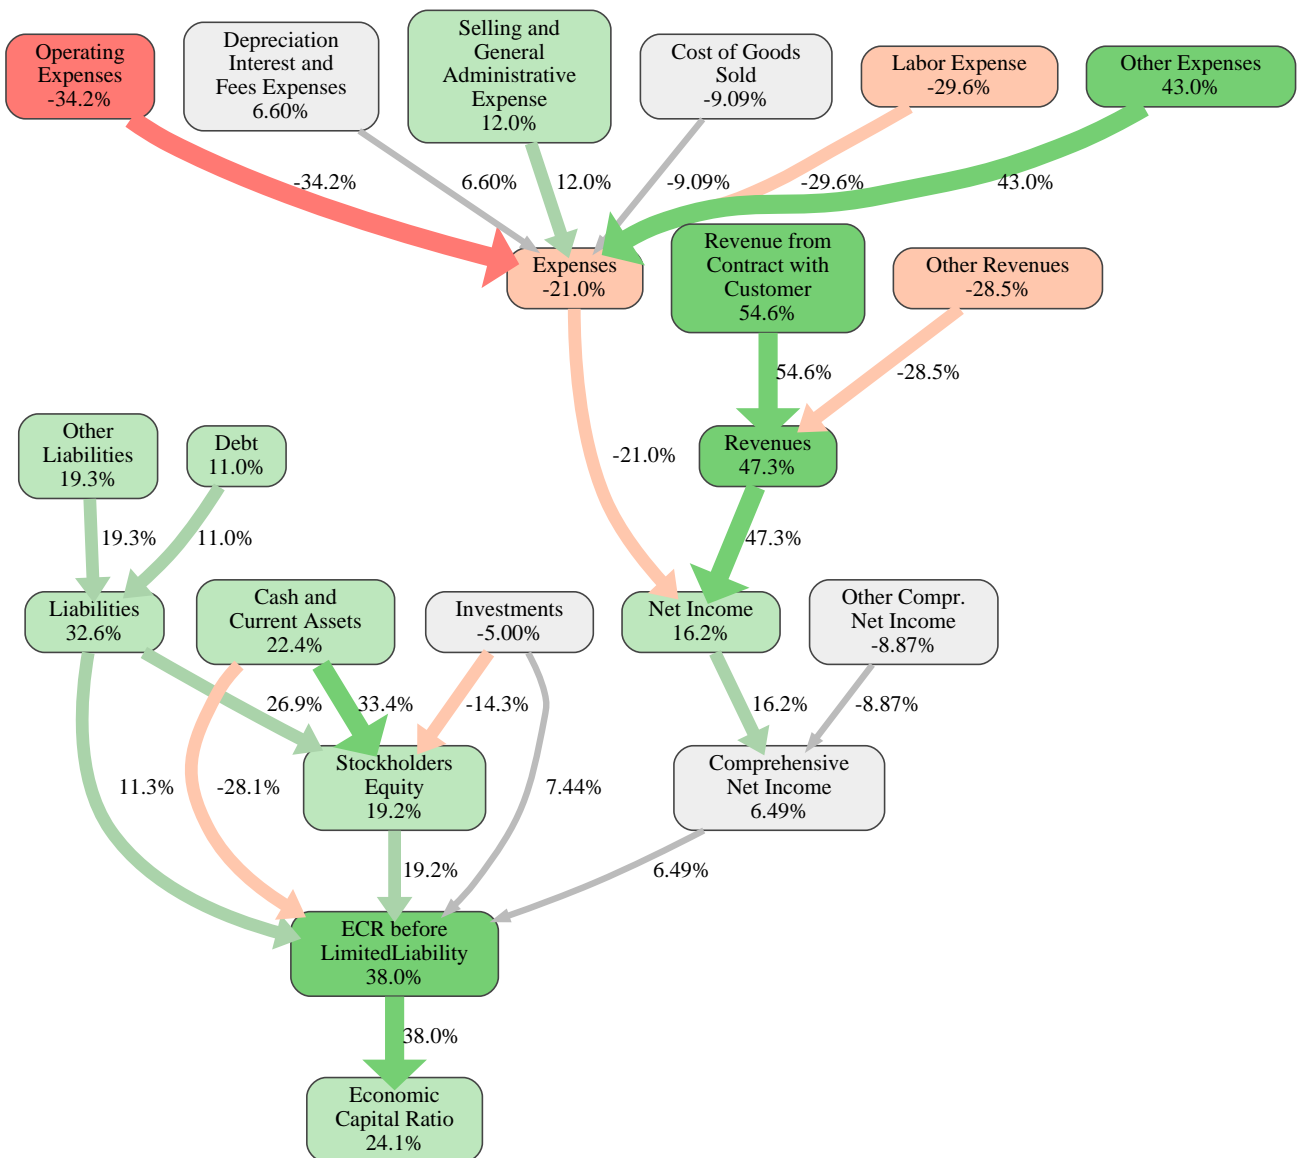 Operating
Expenses
-34.2%
Depreciation
Interest and
Fees Expenses
6.60%
Selling and
General
Administrative
Expense
12.0%
Cost of Goods
Sold
-9.09%
Labor Expense
-29.6%
Other Expenses
43.0%
-34.2%
6.60%
12.0%
-9.09%
-29.6%
43.0%
Expenses
-21.0%
Revenue from
Contract with
Customer
54.6%
Other Revenues
-28.5%
54.6%
-28.5%
Other
Liabilities
19.3%
Debt
11.0%
-21.0%
Revenues
47.3%
19.3%
11.0%
47.3%
Liabilities
32.6%
Cash and
Current Assets
22.4%
Investments
-5.00%
Net Income
16.2%
Other Compr.
Net Income
-8.87%
26.9%
33.4%
-14.3%
16.2%
-8.87%
11.3%
-28.1%
Stockholders
Equity
19.2%
7.44%
Comprehensive
Net Income
6.49%
19.2%
6.49%
ECR before
LimitedLiability
38.0%
38.0%
Economic
Capital Ratio
24.1%